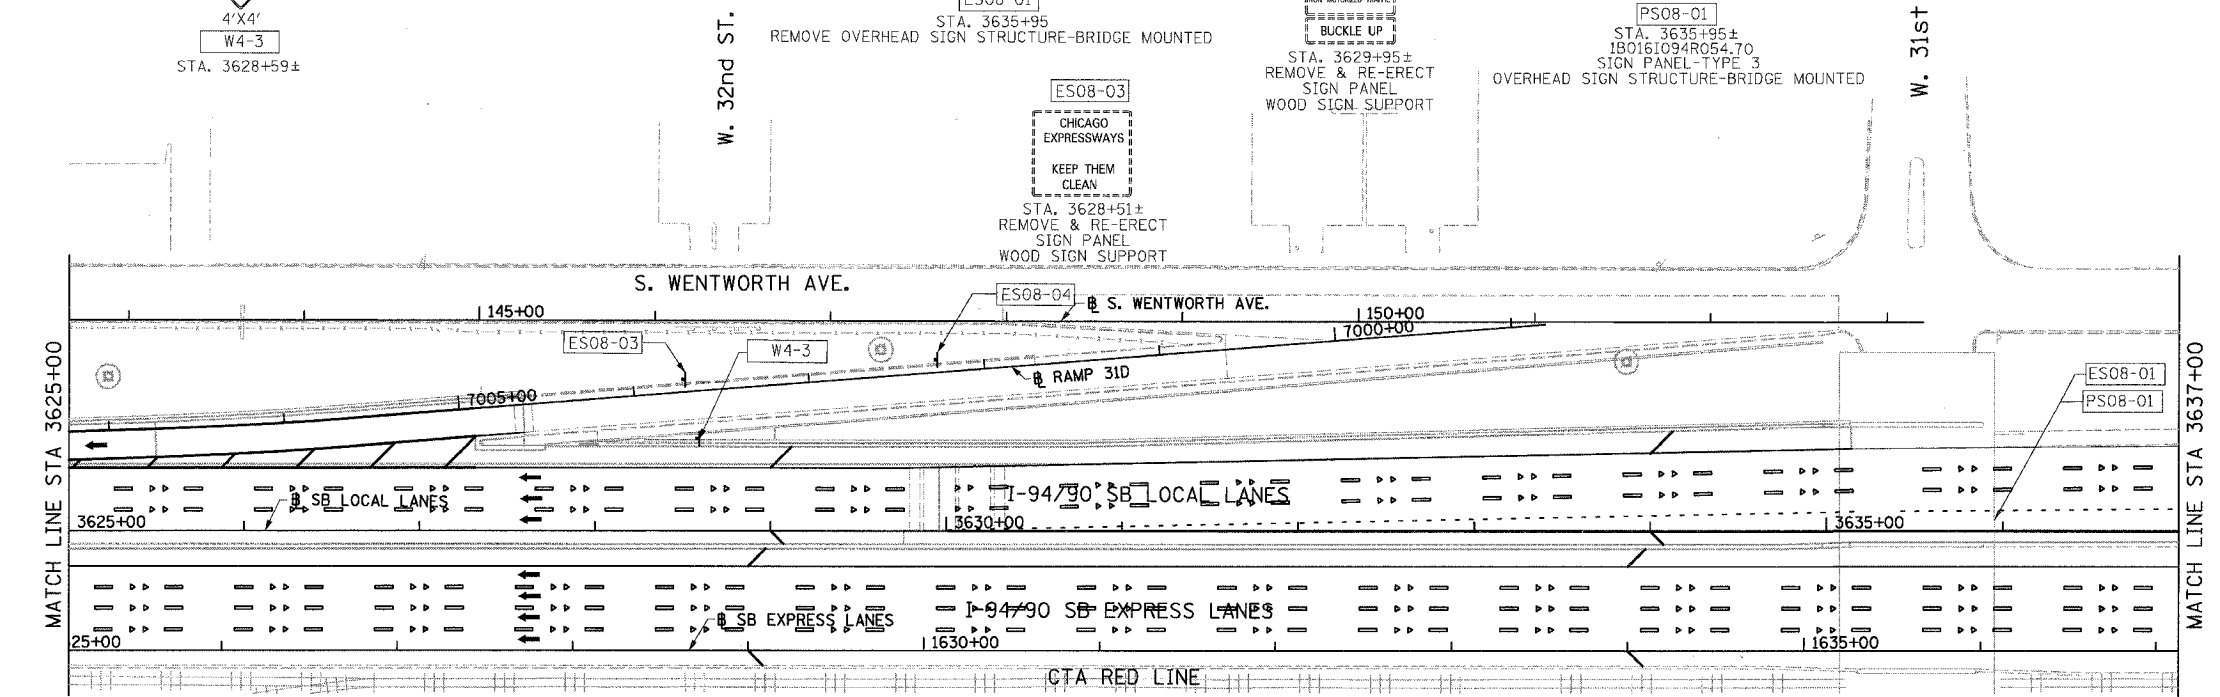 4'X4'
W4-3
STA. 3628+59±
W. 32nd ST.
ES08-01
STA. 3635+95
REMOVE OVERHEAD SIGN STRUCTURE-BRIDGE MOUNTED
ES08-03
CHICAGO
EXPRESSWAYS
KEEP THEM
CLEAN
STA. 3628+51±
REMOVE & RE-ERECT
SIGN PANEL
WOOD SIGN SUPPORT
BUCKLE UP
STA. 3629+95±
REMOVE & RE-ERECT
SIGN PANEL
WOOD SIGN SUPPORT
PS08-01
STA. 3635+95±
1B016I094R054.70
SIGN PANEL-TYPE 3
OVERHEAD SIGN STRUCTURE-BRIDGE MOUNTED
W. 31st
S. WENTWORTH AVE.
ES08-04
B S. WENTWORTH AVE.
145+00
150+00
7000+00
ES08-03
W4-3
B RAMP 31D
7005+00
ES08-01
PS08-01
MATCH LINE STA 3625+00
MATCH LINE STA 3637+00
B SB LOCAL LANES
I-94/90 SB LOCAL LANES
3625+00
3630+00
3635+00
I-94/90 SB EXPRESS LANES
B SB EXPRESS LANES
25+00
1630+00
1635+00
CTA RED LINE